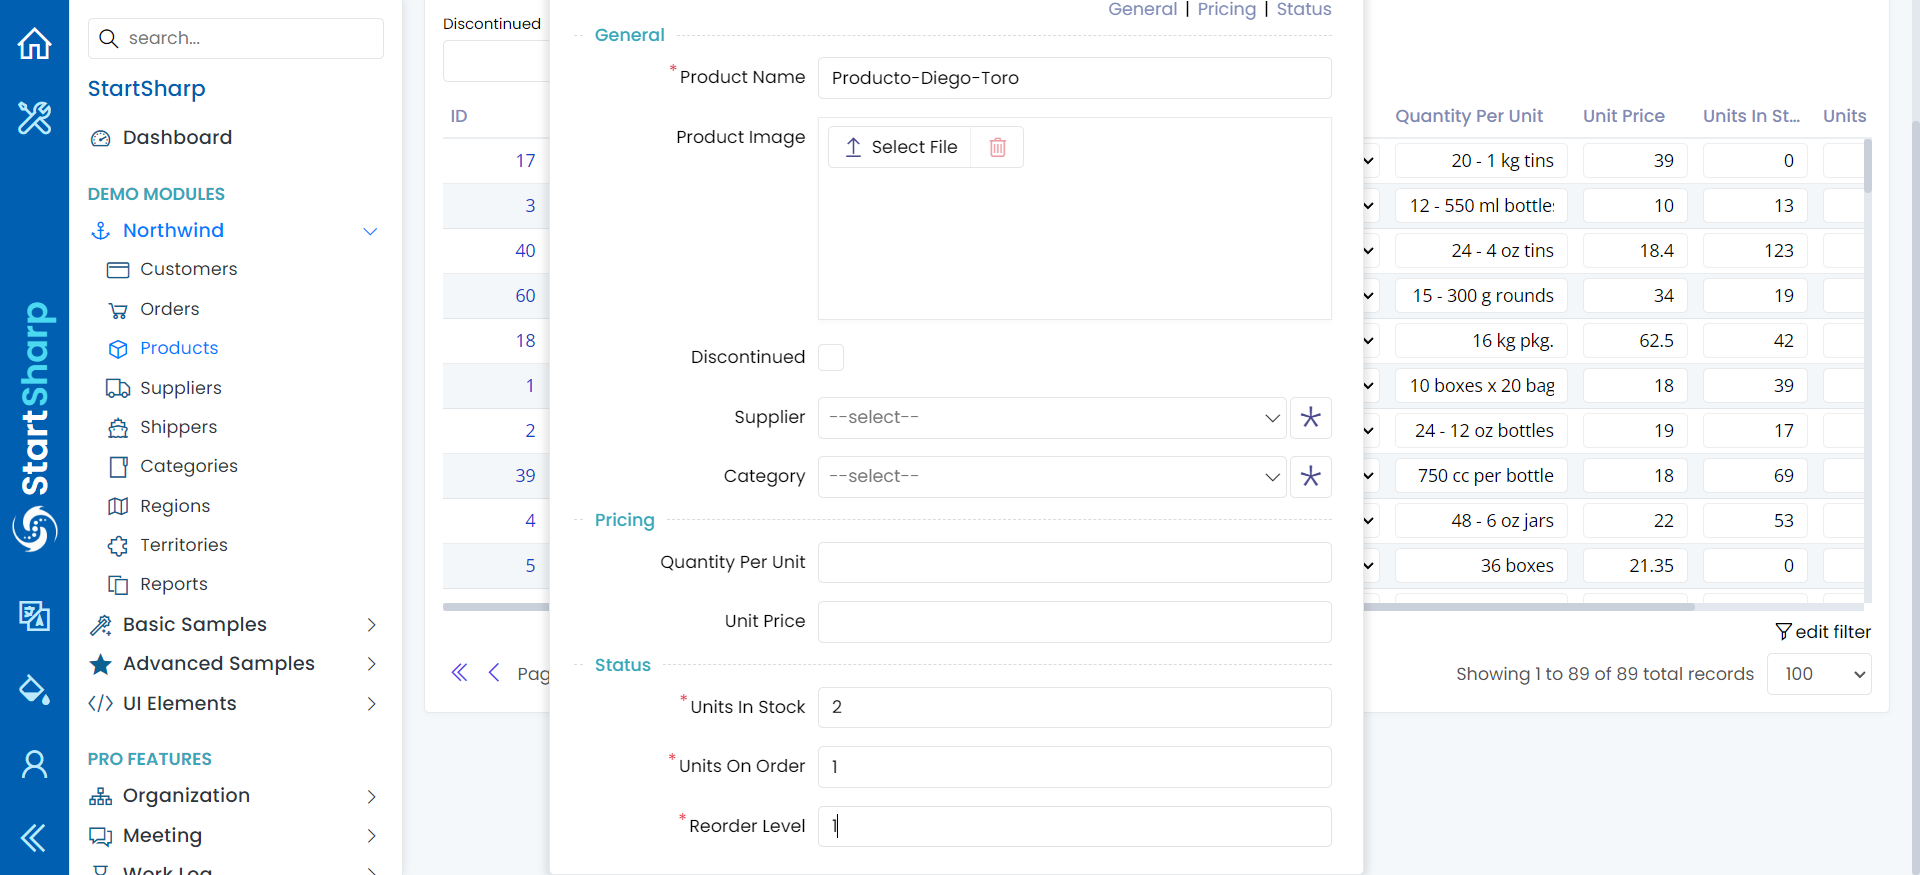 search...
StartSharp
Dashboard
DEMO MODULES
Northwind
Customers
Orders
Products
Suppliers
Shippers
Categories
Regions
Territories
Reports
Basic Samples
Advanced Samples
UI Elements
PRO FEATURES
Organization
Meeting
Work Log
StartSharp
Discontinued
ID
17
3
40
60
18
1
2
39
4
5
Pag
General | Pricing | Status
General
* Product Name Producto-Diego-Toro
Product Image Select File
Discontinued
Supplier --select--
Category --select--
Pricing
Quantity Per Unit
Unit Price
Status
* Units In Stock 2
* Units On Order 1
* Reorder Level 1
Quantity Per Unit Unit Price Units In St... Units
20 - 1 kg tins 39 0
12 - 550 ml bottles 10 13
24 - 4 oz tins 18.4 123
15 - 300 g rounds 34 19
16 kg pkg. 62.5 42
10 boxes x 20 bag 18 39
24 - 12 oz bottles 19 17
750 cc per bottle 18 69
48 - 6 oz jars 22 53
36 boxes 21.35 0
edit filter
Showing 1 to 89 of 89 total records 100